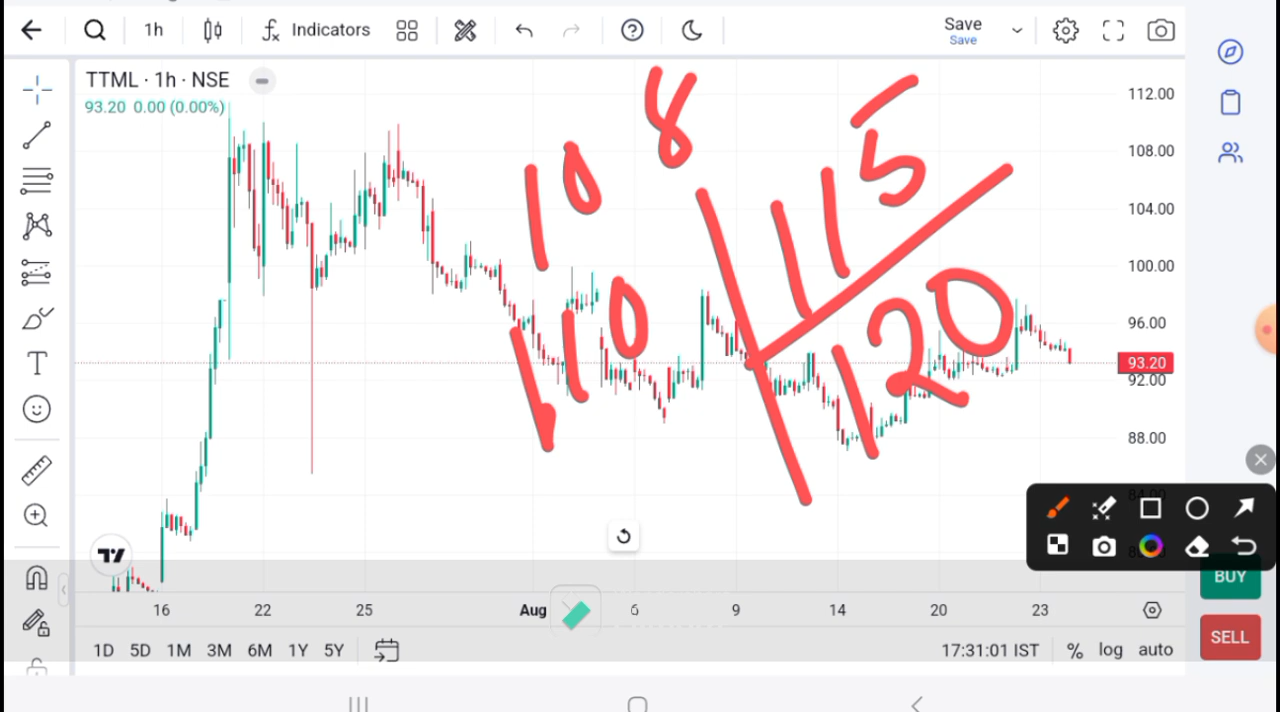 1h
Indicators
Save
Save
TTML · 1h · NSE
93.20 0.00 (0.00%)
112.00
108.00
104.00
100.00
96.00
93.20
92.00
88.00
84.00
108
110
115
120
BUY
SELL
16 22 25 Aug 6 9 14 20 23
1D 5D 1M 3M 6M 1Y 5Y
17:31:01 IST % log auto